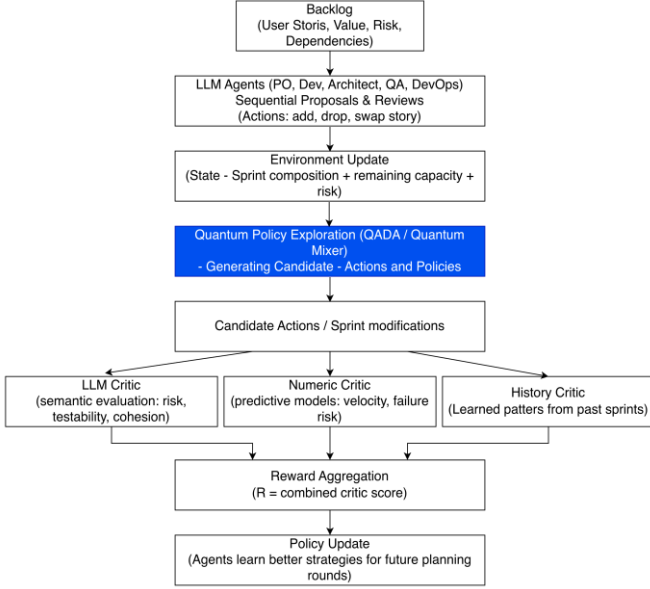 Backlog
(User Storis, Value, Risk,
Dependencies)
LLM Agents (PO, Dev, Architect, QA, DevOps)
Sequential Proposals & Reviews
(Actions: add, drop, swap story)
Environment Update
(State - Sprint composition + remaining capacity +
risk)
Quantum Policy Exploration (QADA / Quantum
Mixer)
- Generating Candidate - Actions and Policies
Candidate Actions / Sprint modifications
LLM Critic
(semantic evaluation: risk,
testability, cohesion)
Numeric Critic
(predictive models: velocity, failure
risk)
History Critic
(Learned patters from past sprints)
Reward Aggregation
(R = combined critic score)
Policy Update
(Agents learn better strategies for future planning
rounds)